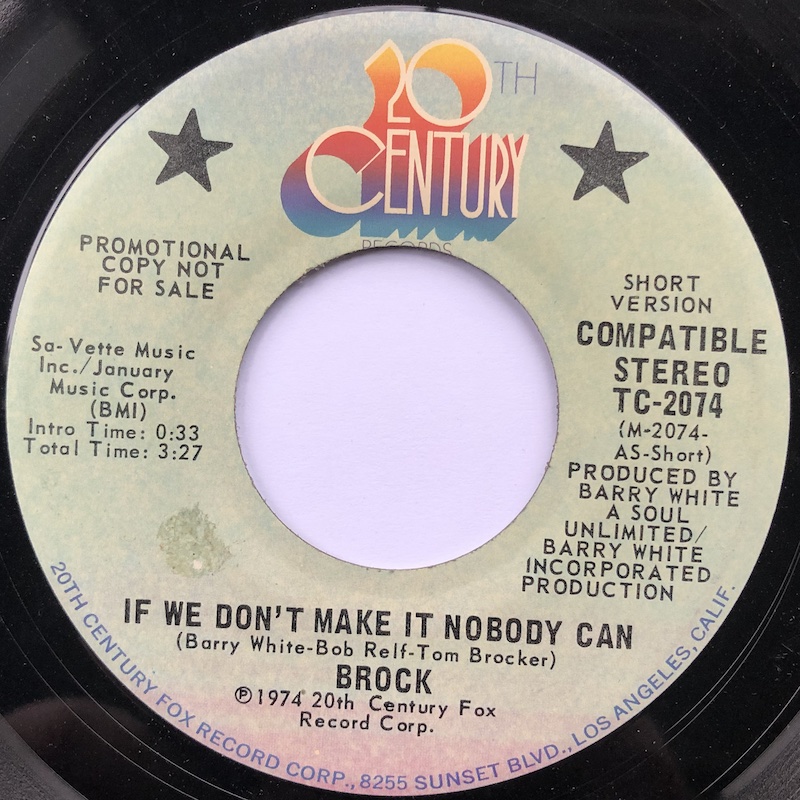 20TH
CENTURY
RECORDS
PROMOTIONAL
COPY NOT
FOR SALE
Sa-Vette Music
Inc./January
Music Corp.
(BMI)
Intro Time: 0:33
Total Time: 3:27
SHORT
VERSION
COMPATIBLE
STEREO
TC-2074
(M-2074-
AS-Short)
PRODUCED BY
BARRY WHITE
A SOUL
UNLIMITED/
BARRY WHITE
INCORPORATED
PRODUCTION
IF WE DON'T MAKE IT NOBODY CAN
(Barry White-Bob Relf-Tom Brocker)
BROCK
℗1974 20th Century Fox
Record Corp.
20TH CENTURY FOX RECORD CORP., 8255 SUNSET BLVD., LOS ANGELES, CALIF.